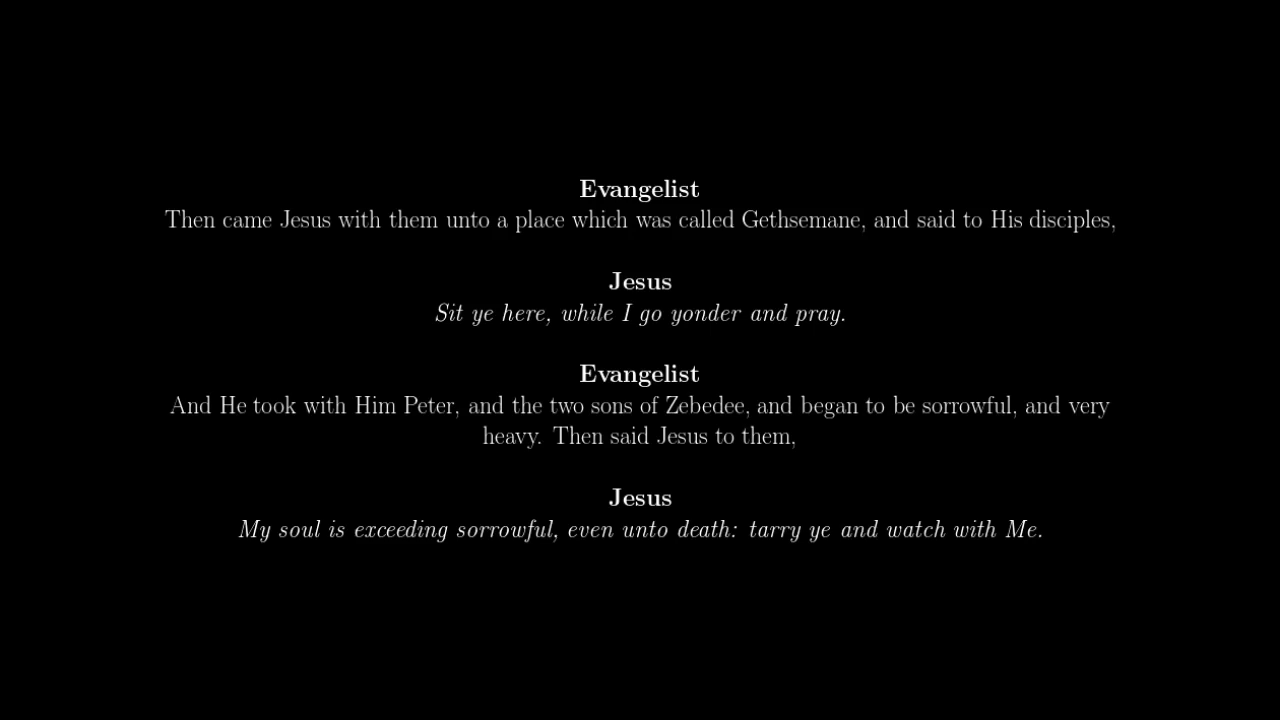 Evangelist
Then came Jesus with them unto a place which was called Gethsemane, and said to His disciples,
Jesus
Sit ye here, while I go yonder and pray.
Evangelist
And He took with Him Peter, and the two sons of Zebedee, and began to be sorrowful, and very
heavy. Then said Jesus to them,
Jesus
My soul is exceeding sorrowful, even unto death: tarry ye and watch with Me.